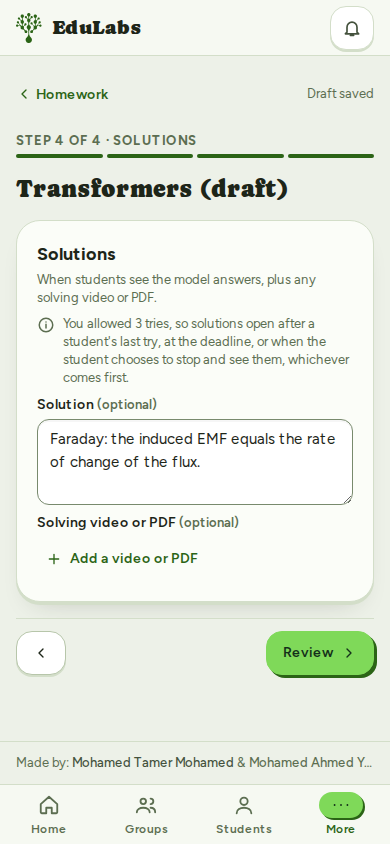 EduLabs
Homework
Draft saved
STEP 4 OF 4 · SOLUTIONS
Transformers (draft)
Solutions
When students see the model answers, plus any
solving video or PDF.
You allowed 3 tries, so solutions open after a
student's last try, at the deadline, or when the
student chooses to stop and see them, whichever
comes first.
Solution (optional)
Faraday: the induced EMF equals the rate
of change of the flux.
Solving video or PDF (optional)
Add a video or PDF
Review
Made by: Mohamed Tamer Mohamed & Mohamed Ahmed Y...
Home
Groups
Students
More